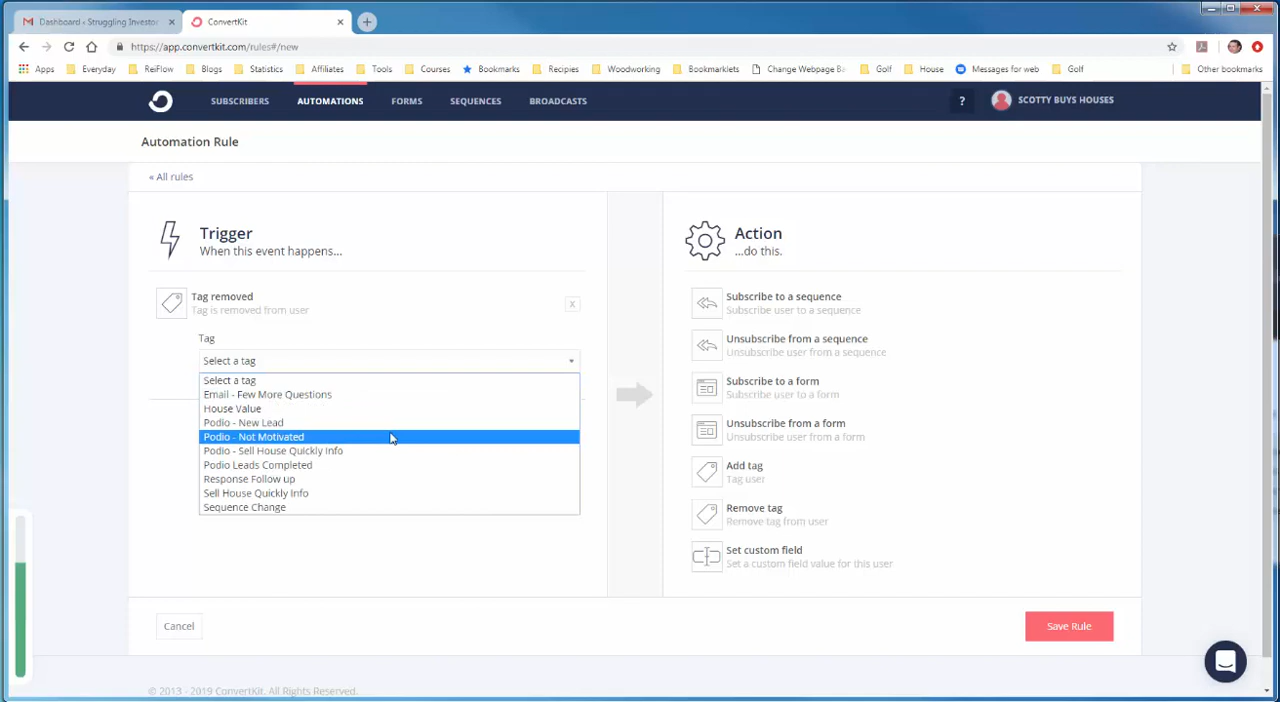 Dashboard ‹ Struggling Investor
ConvertKit
https://app.convertkit.com/rules#/new
Apps Everyday ReiFlow Blogs Statistics Affiliates Tools Courses Bookmarks Recipies Woodworking Bookmarklets Change Webpage Ba Golf House Messages for web Golf Other bookmarks
SUBSCRIBERS AUTOMATIONS FORMS SEQUENCES BROADCASTS ? SCOTTY BUYS HOUSES
Automation Rule
« All rules
Trigger
When this event happens...
Tag removed
Tag is removed from user
X
Tag
Select a tag
Select a tag
Email - Few More Questions
House Value
Podio - New Lead
Podio - Not Motivated
Podio - Sell House Quickly Info
Podio Leads Completed
Response Follow up
Sell House Quickly Info
Sequence Change
Action
...do this.
Subscribe to a sequence
Subscribe user to a sequence
Unsubscribe from a sequence
Unsubscribe user from a sequence
Subscribe to a form
Subscribe user to a form
Unsubscribe from a form
Unsubscribe user from a form
Add tag
Tag user
Remove tag
Remove tag from user
Set custom field
Set a custom field value for this user
Cancel
Save Rule
© 2013 - 2019 ConvertKit. All Rights Reserved.